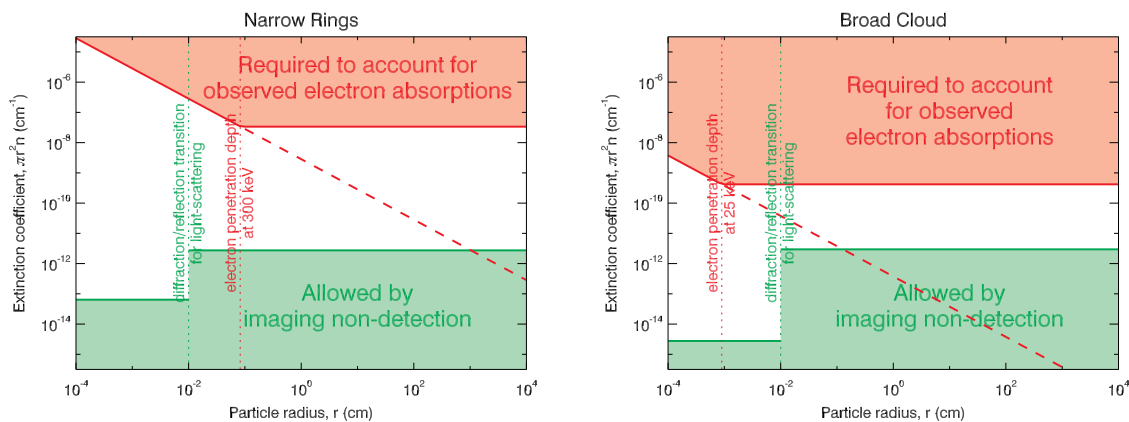 Narrow Rings
Extinction coefficient, πr²n (cm⁻¹)
10⁻⁶
10⁻⁸
10⁻¹⁹
10⁻¹²
10⁻¹⁴
Required to account for
observed electron absorptions
diffraction/reflection transition
for light-scattering
electron penetration depth
at 300 keV
Allowed by
imaging non-detection
10⁻⁴ 10⁻² 10⁰ 10² 10⁴
Particle radius, r (cm)
Broad Cloud
Extinction coefficient, πr²n (cm⁻¹)
10⁻⁶
10⁻⁸
10⁻¹⁹
10⁻¹²
10⁻¹⁴
Required to account
for observed
electron absorptions
electron penetration depth
at 25 keV
diffraction/reflection transition
for light-scattering
Allowed by
imaging non-detection
10⁻⁴ 10⁻² 10⁰ 10² 10⁴
Particle radius, r (cm)